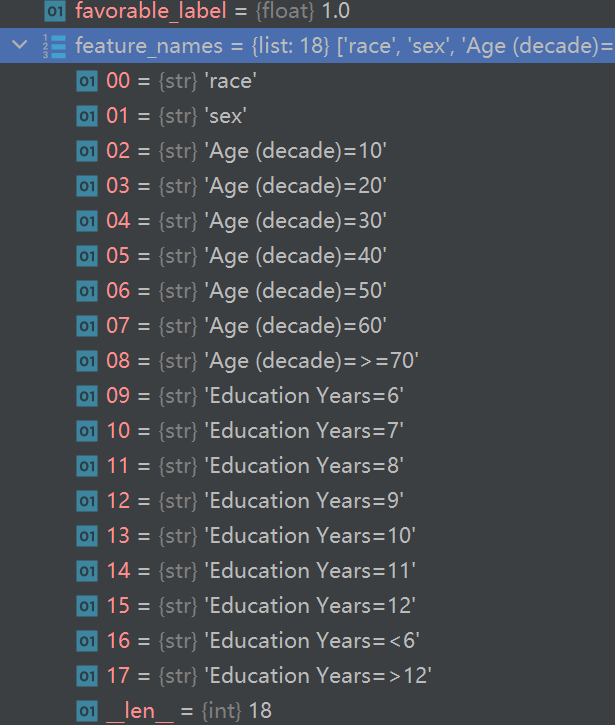 01 favorable_label = {float} 1.0
1 2 3 feature_names = {list: 18} ['race', 'sex', 'Age (decade)=
01 00 = {str} 'race'
01 01 = {str} 'sex'
01 02 = {str} 'Age (decade)=10'
01 03 = {str} 'Age (decade)=20'
01 04 = {str} 'Age (decade)=30'
01 05 = {str} 'Age (decade)=40'
01 06 = {str} 'Age (decade)=50'
01 07 = {str} 'Age (decade)=60'
01 08 = {str} 'Age (decade)=>=70'
01 09 = {str} 'Education Years=6'
01 10 = {str} 'Education Years=7'
01 11 = {str} 'Education Years=8'
01 12 = {str} 'Education Years=9'
01 13 = {str} 'Education Years=10'
01 14 = {str} 'Education Years=11'
01 15 = {str} 'Education Years=12'
01 16 = {str} 'Education Years=<6'
01 17 = {str} 'Education Years=>12'
01 __len__ = {int} 18